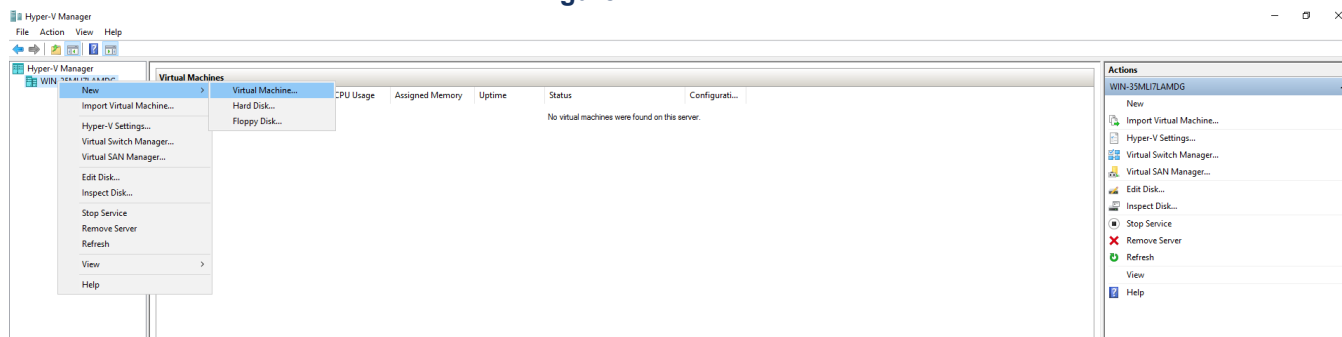 Hyper-V Manager
File Action View Help
Hyper-V Manager
Virtual Machines
CPU Usage Assigned Memory Uptime Status Configurati...
No virtual machines were found on this server.
New
Import Virtual Machine...
Hyper-V Settings...
Virtual Switch Manager...
Virtual SAN Manager...
Edit Disk...
Inspect Disk...
Stop Service
Remove Server
Refresh
View
Help
Virtual Machine...
Hard Disk...
Floppy Disk...
Actions
WIN-35MLI7LAMDG
New
Import Virtual Machine...
Hyper-V Settings...
Virtual Switch Manager...
Virtual SAN Manager...
Edit Disk...
Inspect Disk...
Stop Service
Remove Server
Refresh
View
Help